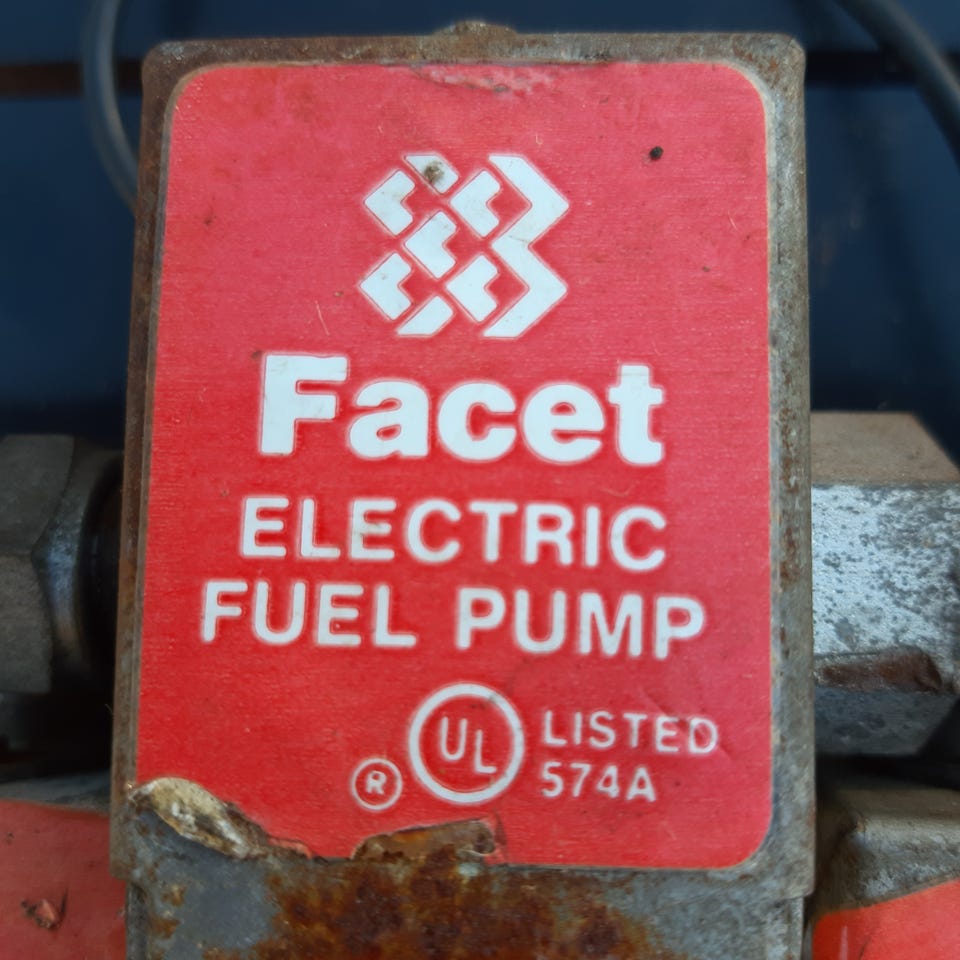 Facet
ELECTRIC
FUEL PUMP
® UL LISTED
574A